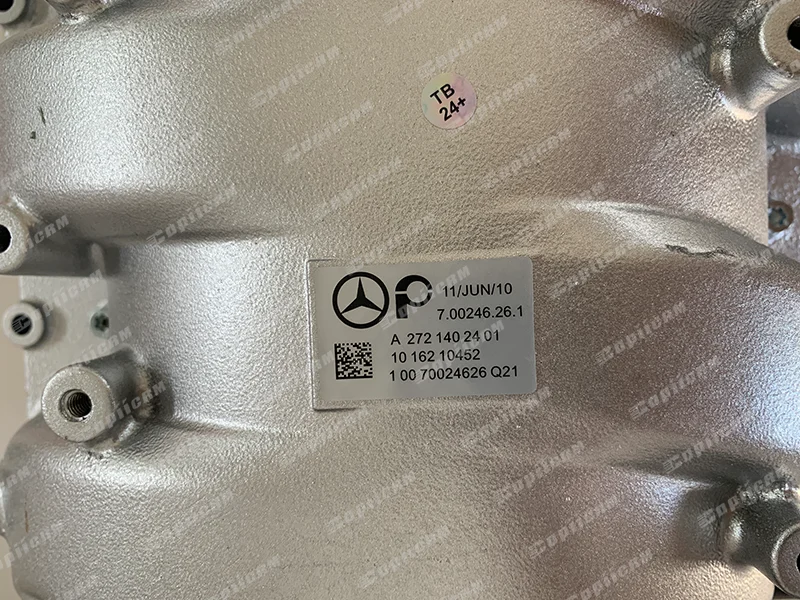 TB
24+
11/JUN/10
7.00246.26.1
A 272 140 24 01
10 162 10452
1 00 70024626 Q21
CopiiCRM